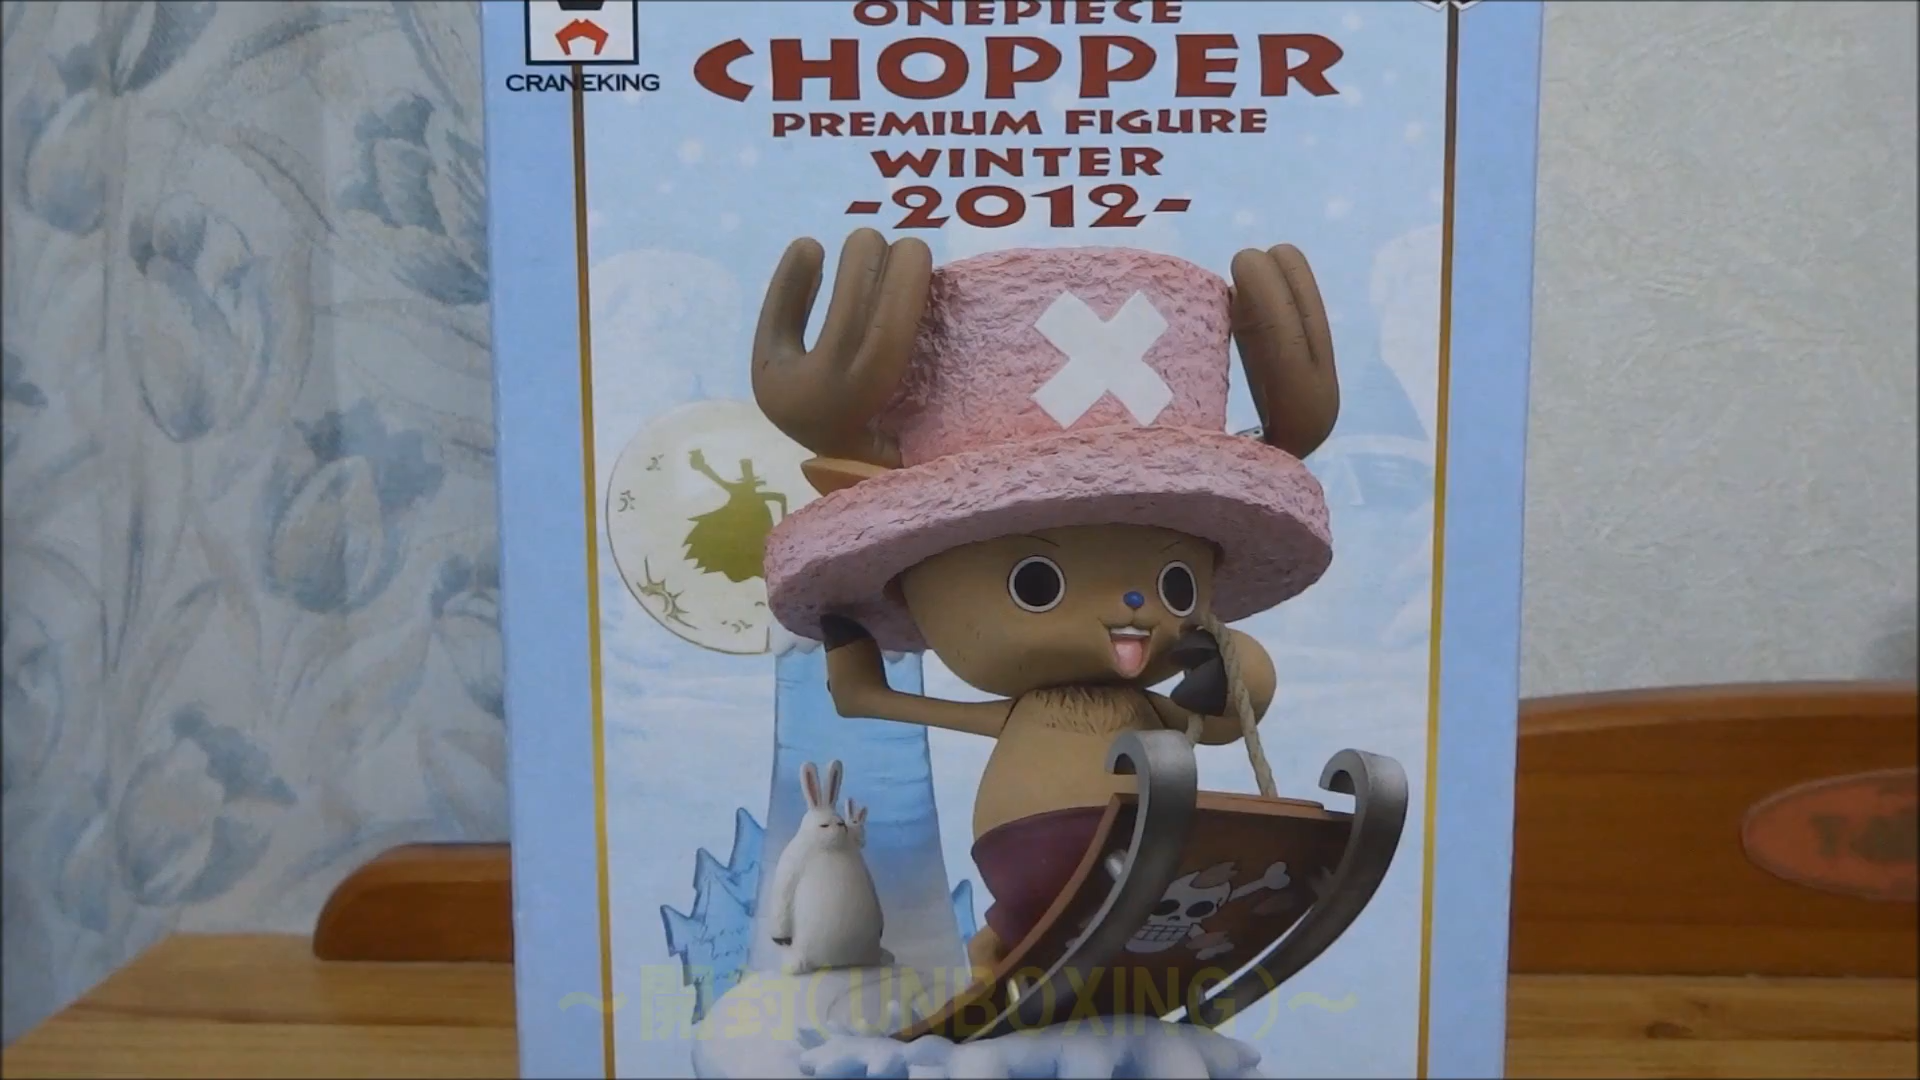 ONEPIECE
CRANEKING
CHOPPER
PREMIUM FIGURE
WINTER
-2012-
～開封(UNBOXING)～